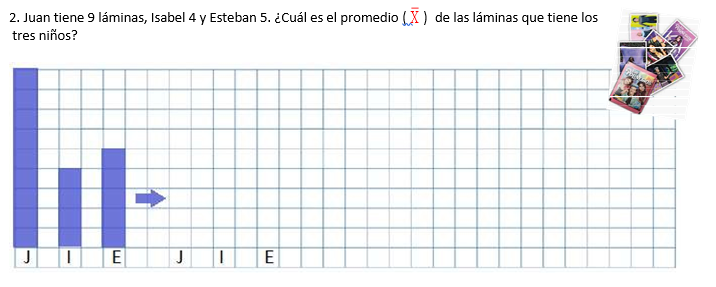 2. Juan tiene 9 láminas, Isabel 4 y Esteban 5. ¿Cuál es el promedio ( X̄ ) de las láminas que tiene los
tres niños?
J I E J I E